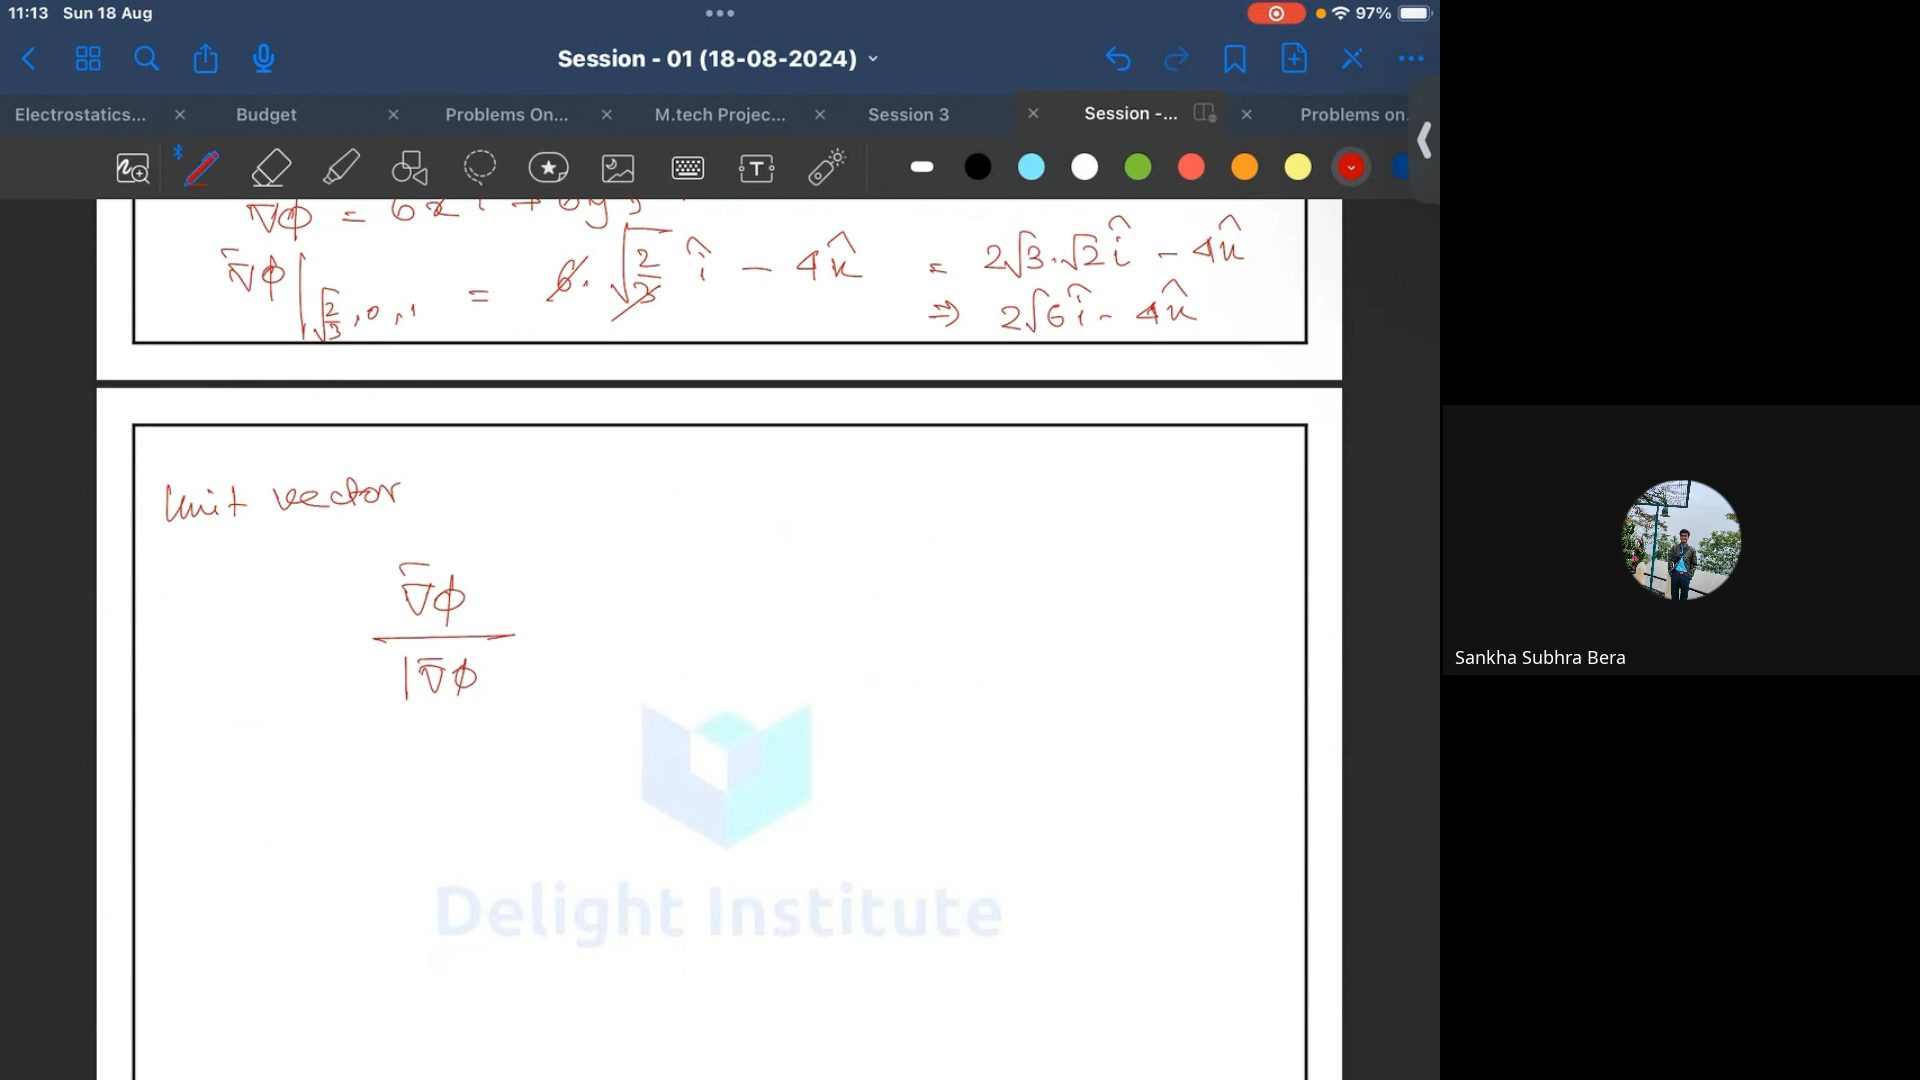 11:13 Sun 18 Aug
97%
Session - 01 (18-08-2024)
Electrostatics... Budget Problems On... M.tech Projec... Session 3 Session -... Problems on.
T
∇̄φ = 6x i + 6y j
∇̄φ|√(2/3), 0, 1 = 6·√(2/3) î - 4k̂ = 2√3·√2 î - 4k̂
⇒ 2√6 î - 4k̂
Unit vector
∇̄φ
|∇̄φ
Delight Institute
Sankha Subhra Bera